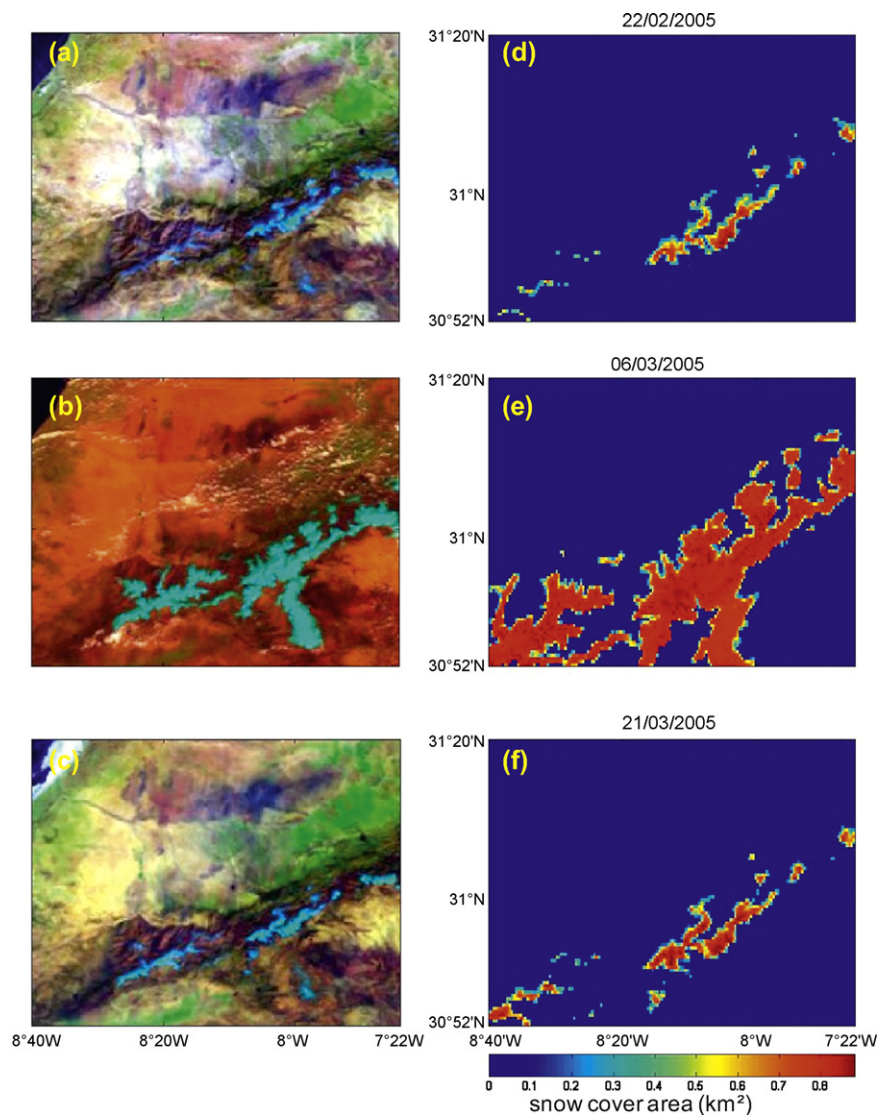 (a)
22/02/2005
31°20'N
(d)
31°N
30°52'N
(b)
06/03/2005
31°20'N
(e)
31°N
30°52'N
(c)
21/03/2005
31°20'N
(f)
31°N
30°52'N
8°40'W 8°20'W 8°W 7°22'W
8°40'W 8°20'W 8°W 7°22'W
0 0.1 0.2 0.3 0.4 0.5 0.6 0.7 0.8
snow cover area (km²)